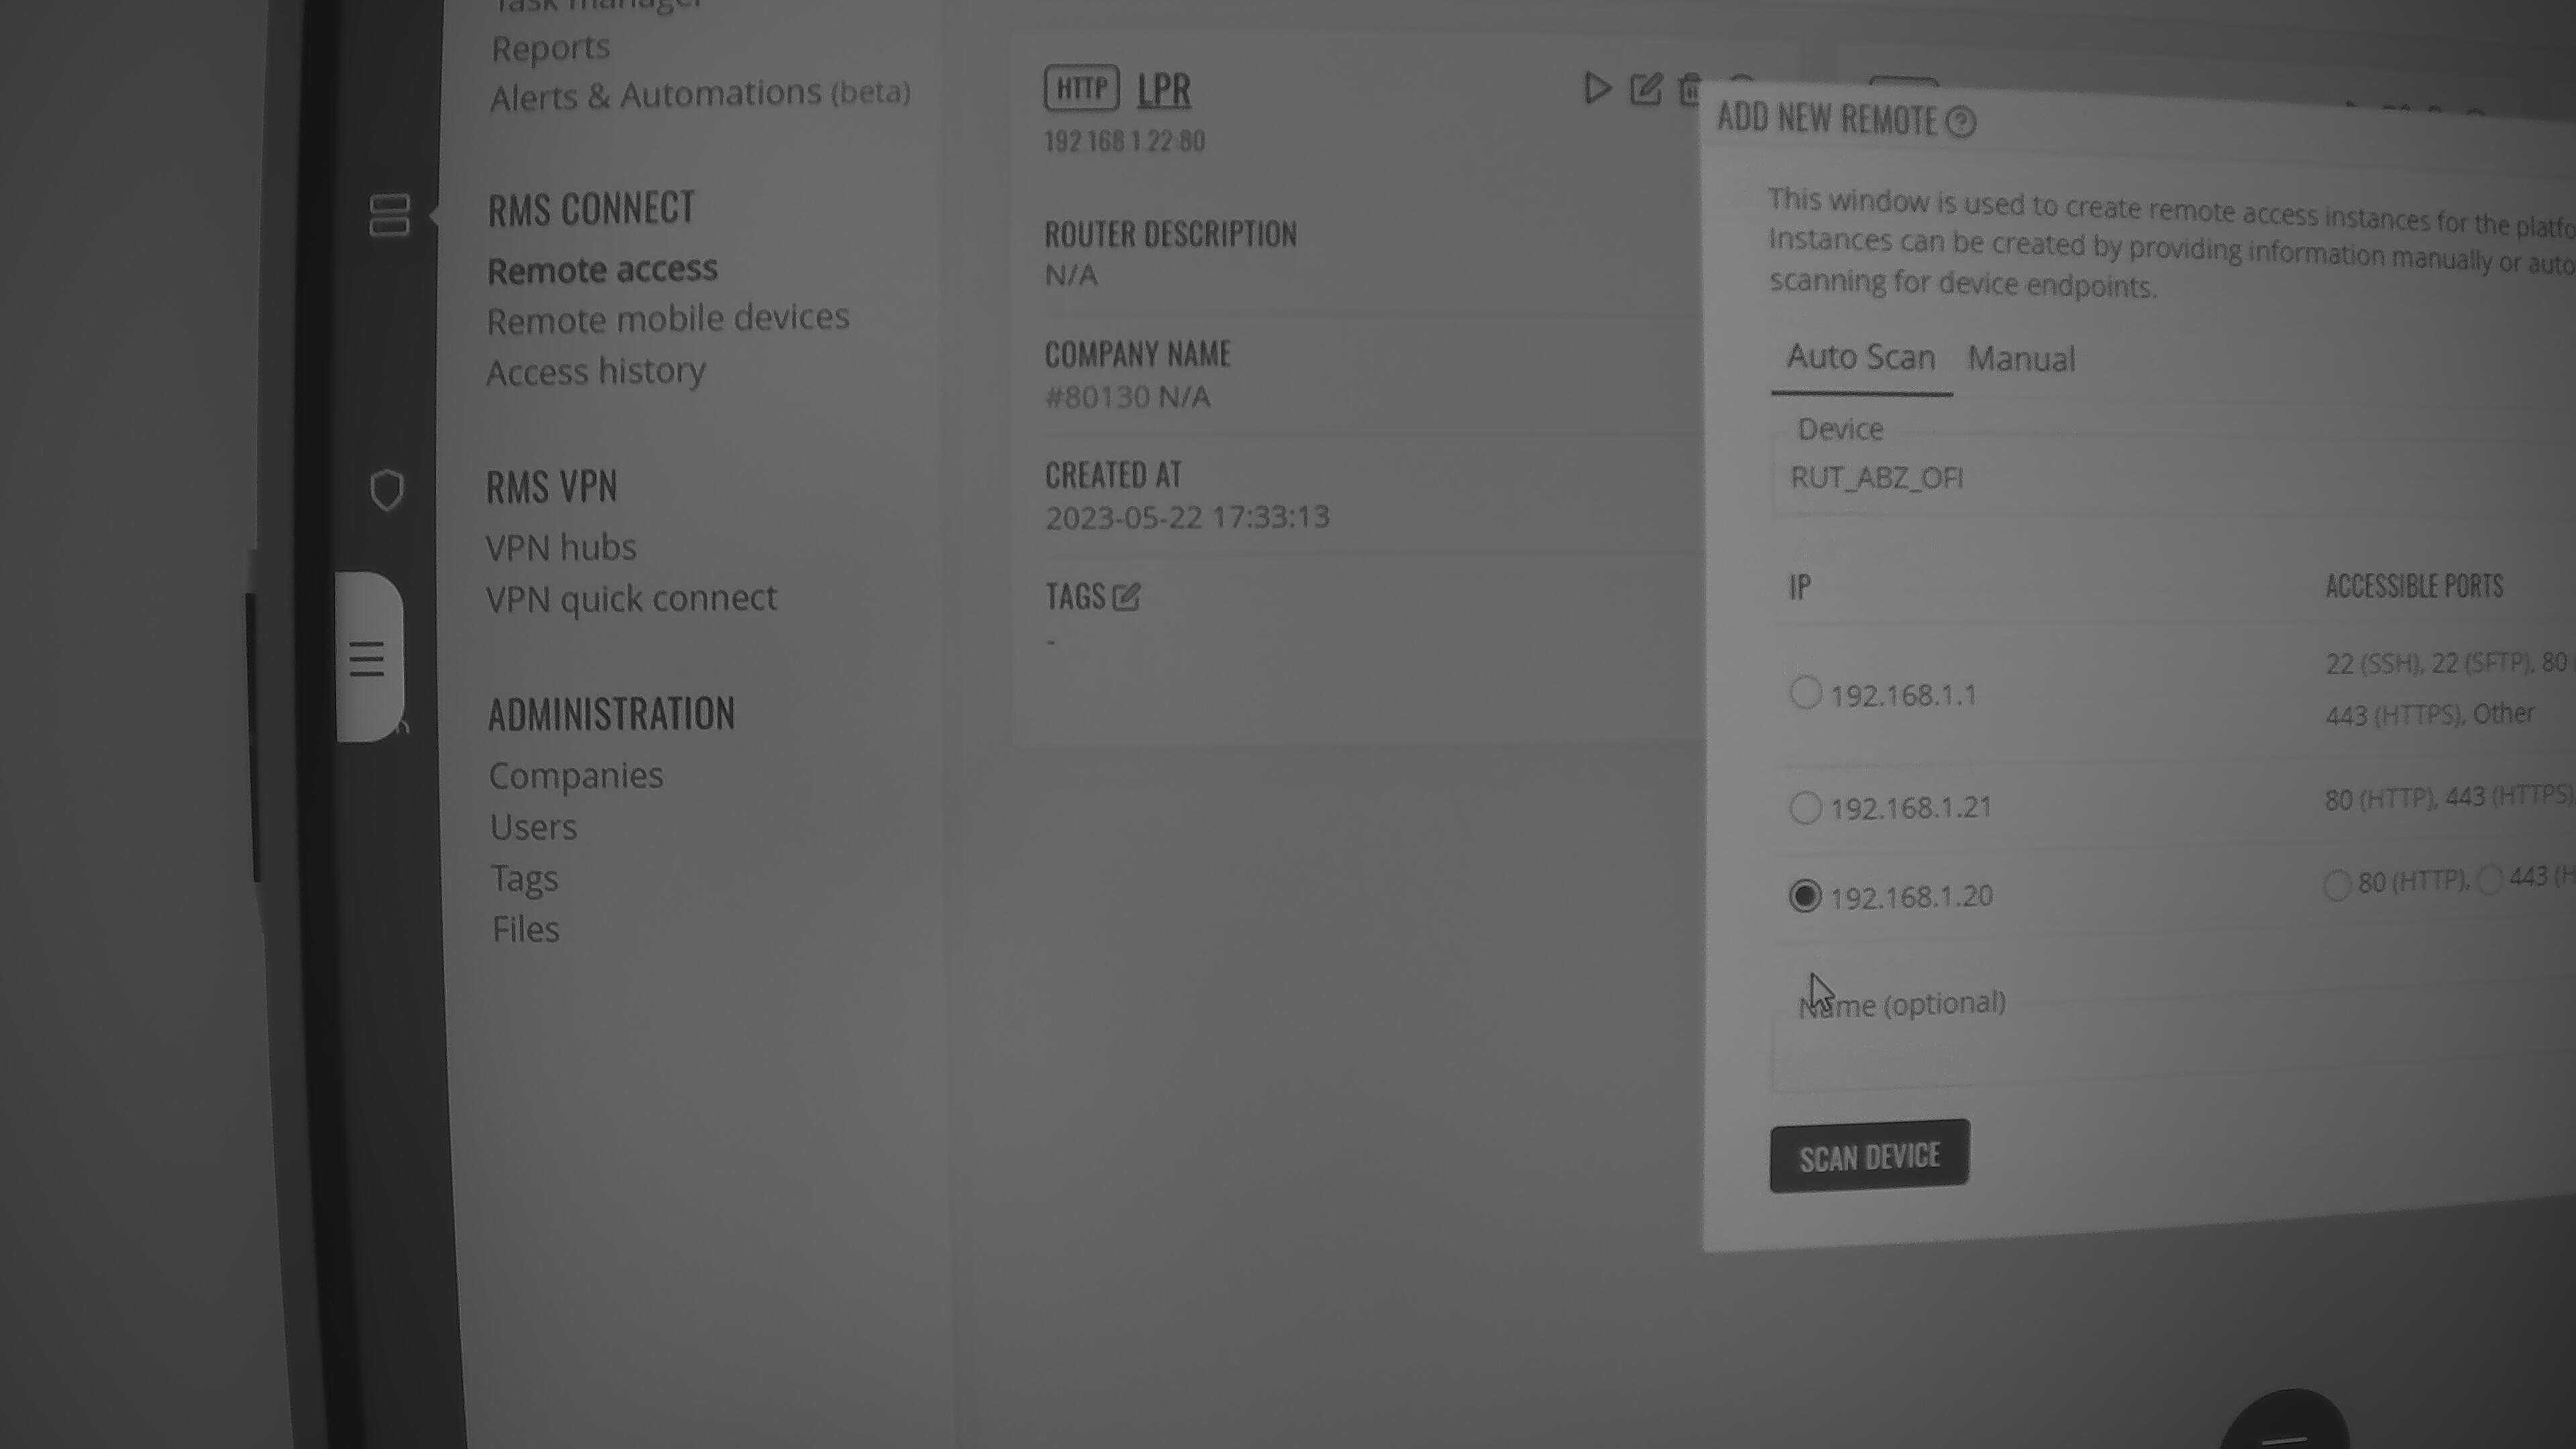 Task manager
Reports
Alerts & Automations (beta)
RMS CONNECT
Remote access
Remote mobile devices
Access history
RMS VPN
VPN hubs
VPN quick connect
ADMINISTRATION
Companies
Users
Tags
Files
HTTP LPR
192.168.1.22:80
ROUTER DESCRIPTION
N/A
COMPANY NAME
#80130 N/A
CREATED AT
2023-05-22 17:33:13
TAGS
-
ADD NEW REMOTE
This window is used to create remote access instances for the
Instances can be created by providing information manually or
scanning for device endpoints.
Auto Scan Manual
Device
RUT_ABZ_OFI
IP ACCESSIBLE PORTS
192.168.1.1 22 (SSH), 22 (SFTP), 80
443 (HTTPS), Other
192.168.1.21 80 (HTTP), 443 (HTTPS)
192.168.1.20 80 (HTTP), 443
Name (optional)
SCAN DEVICE